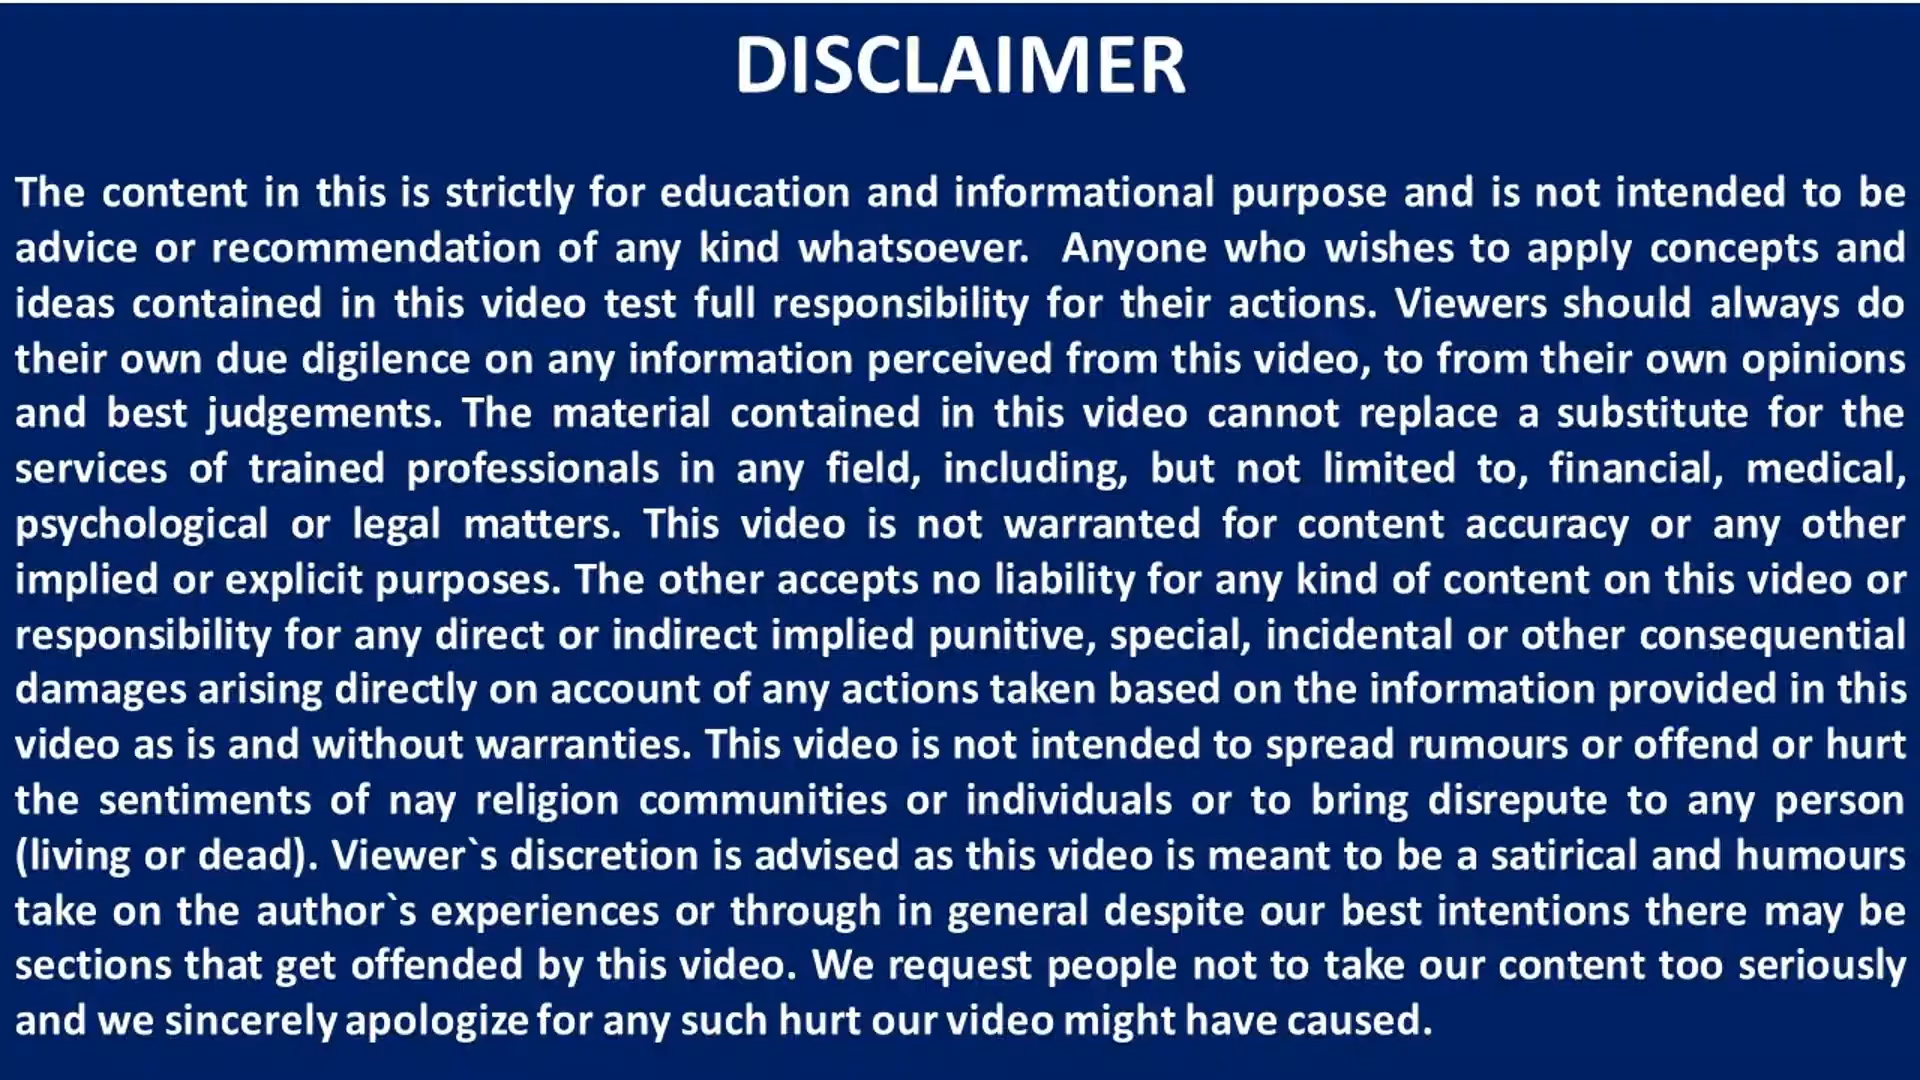 DISCLAIMER
The content in this is strictly for education and informational purpose and is not intended to be
advice or recommendation of any kind whatsoever.  Anyone who wishes to apply concepts and
ideas contained in this video test full responsibility for their actions. Viewers should always do
their own due digilence on any information perceived from this video, to from their own opinions
and best judgements. The material contained in this video cannot replace a substitute for the
services of trained professionals in any field, including, but not limited to, financial, medical,
psychological or legal matters. This video is not warranted for content accuracy or any other
implied or explicit purposes. The other accepts no liability for any kind of content on this video or
responsibility for any direct or indirect implied punitive, special, incidental or other consequential
damages arising directly on account of any actions taken based on the information provided in this
video as is and without warranties. This video is not intended to spread rumours or offend or hurt
the sentiments of nay religion communities or individuals or to bring disrepute to any person
(living or dead). Viewer`s discretion is advised as this video is meant to be a satirical and humours
take on the author`s experiences or through in general despite our best intentions there may be
sections that get offended by this video. We request people not to take our content too seriously
and we sincerely apologize for any such hurt our video might have caused.